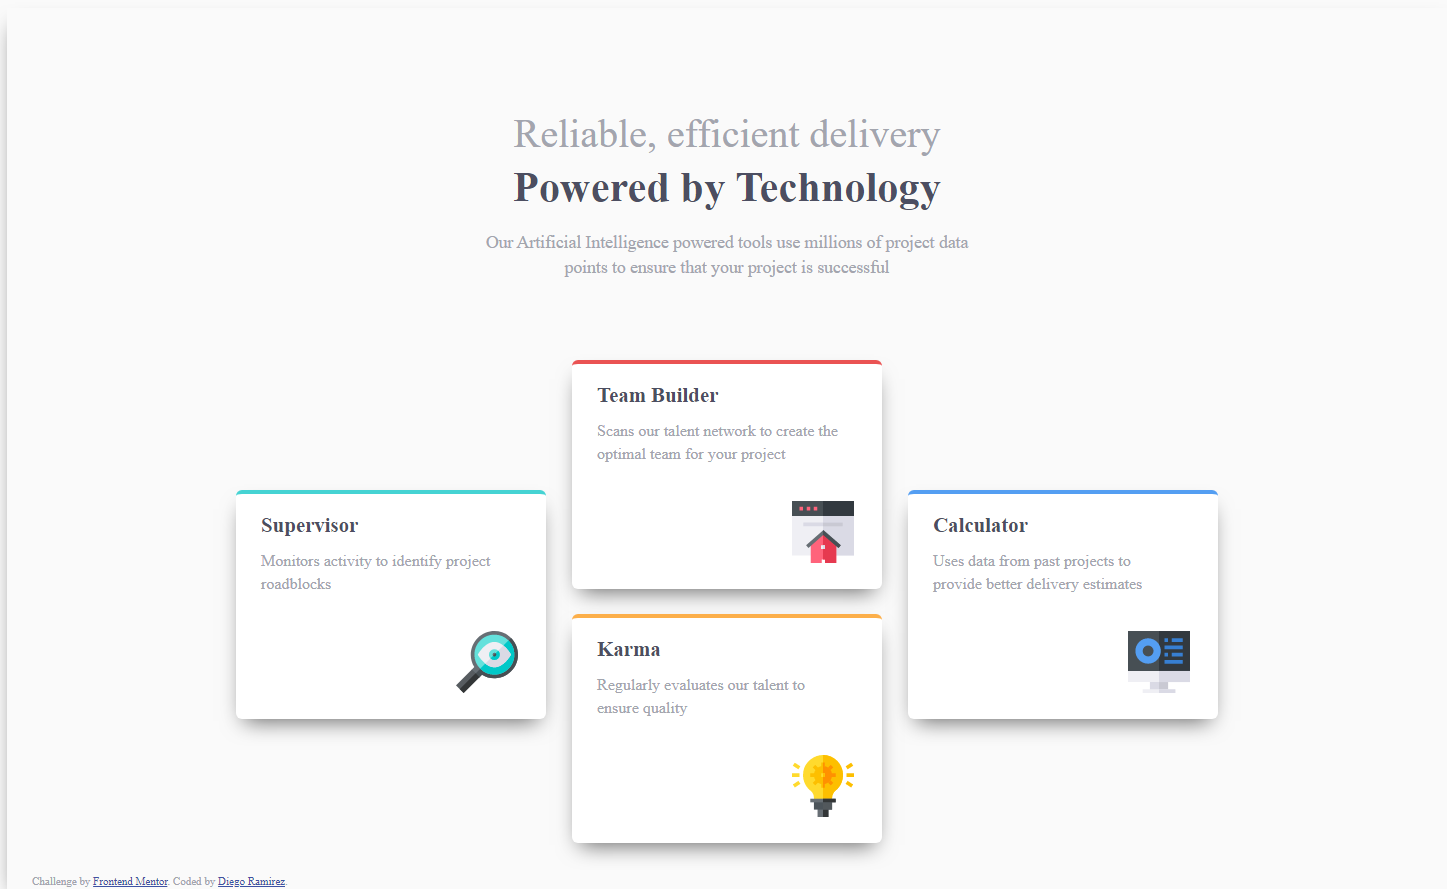 Reliable, efficient delivery
Powered by Technology
Our Artificial Intelligence powered tools use millions of project data
points to ensure that your project is successful
Supervisor
Monitors activity to identify project
roadblocks
Team Builder
Scans our talent network to create the
optimal team for your project
Karma
Regularly evaluates our talent to
ensure quality
Calculator
Uses data from past projects to
provide better delivery estimates
Challenge by Frontend Mentor. Coded by Diego Ramirez.